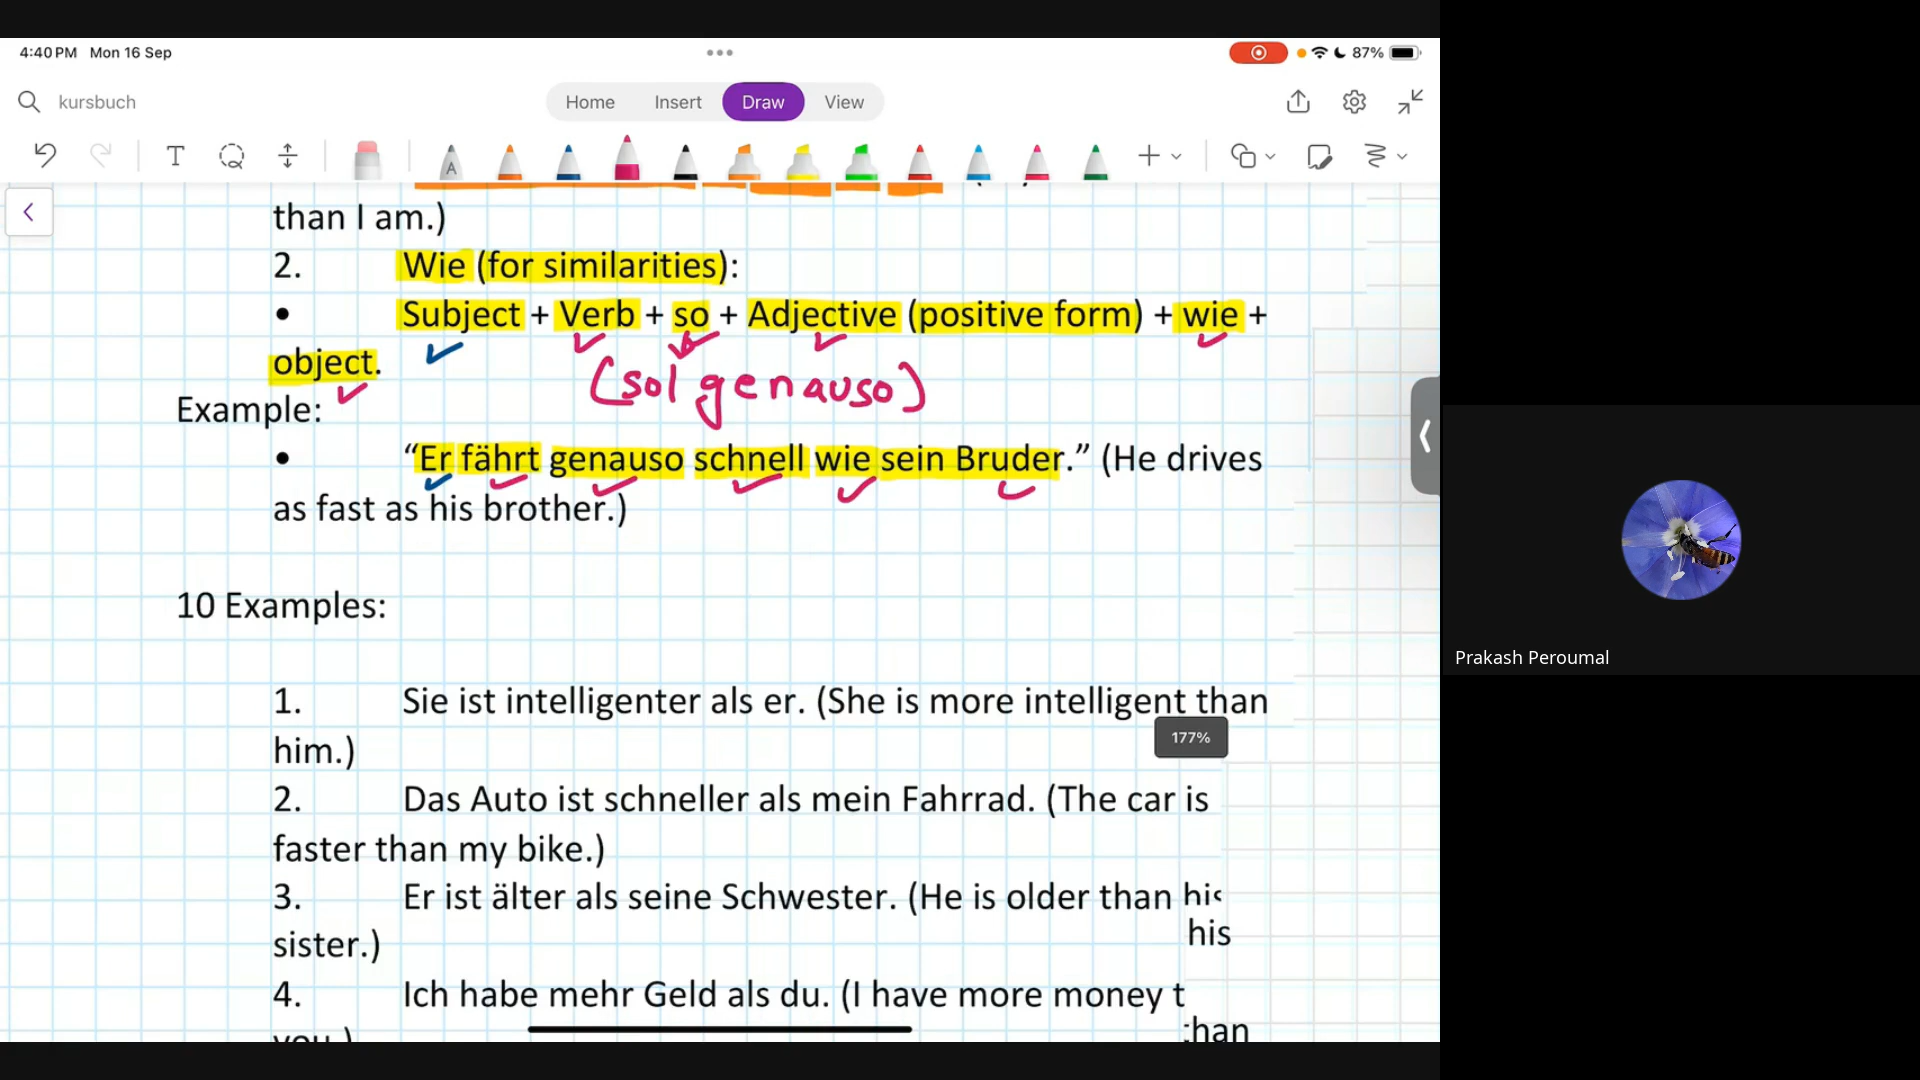 4:40 PM Mon 16 Sep
87%
kursbuch
Home Insert Draw View
than I am.)
2. Wie (for similarities):
• Subject + Verb + so + Adjective (positive form) + wie +
object.
(so/ genauso)
Example:
• “Er fährt genauso schnell wie sein Bruder.” (He drives
as fast as his brother.)
10 Examples:
1. Sie ist intelligenter als er. (She is more intelligent than
him.)
177%
2. Das Auto ist schneller als mein Fahrrad. (The car is
faster than my bike.)
3. Er ist älter als seine Schwester. (He is older than his
his
sister.)
4. Ich habe mehr Geld als du. (I have more money t
than
you.)
Prakash Peroumal